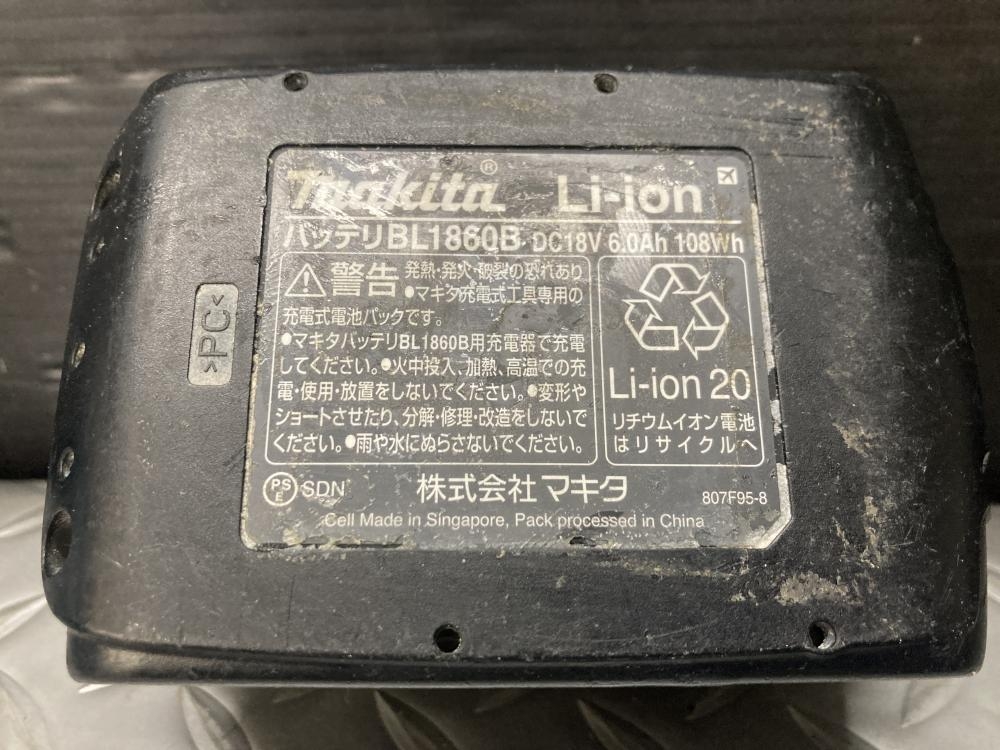 makita® Li-ion
バッテリBL1860B DC18V 6.0Ah 108Wh
警告 発熱・発火・破裂の恐れあり
●マキタ充電式工具専用の
充電式電池パックです。
●マキタバッテリBL1860B用充電器で充電
してください。●火中投入、加熱、高温での充
電・使用・放置をしないでください。●変形や
ショートさせたり、分解・修理・改造をしないで
ください。●雨や水にぬらさないでください。
Li-ion 20
リチウムイオン電池
はリサイクルへ
PSE SDN 株式会社マキタ 807F95-8
Cell Made in Singapore, Pack processed in China
>PC<